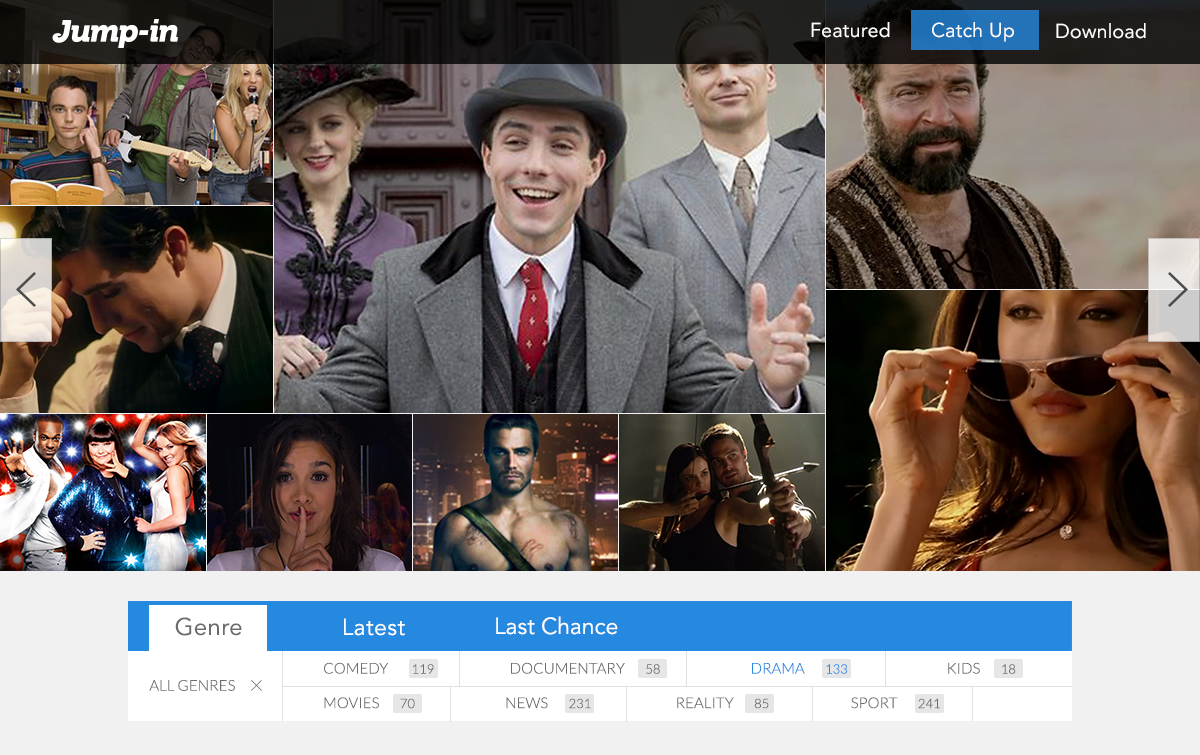 Jump-in
Featured
Catch Up
Download
Genre
Latest
Last Chance
ALL GENRES
COMEDY 119
DOCUMENTARY 58
DRAMA 133
KIDS 18
MOVIES 70
NEWS 231
REALITY 85
SPORT 241